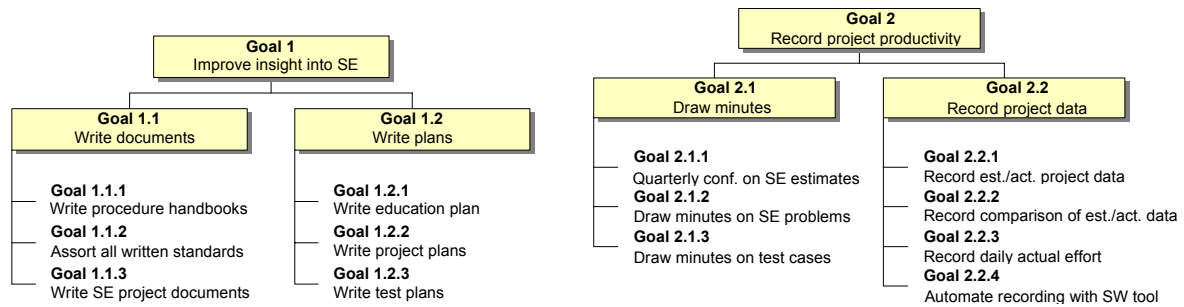 Goal 1
Improve insight into SE
Goal 1.1
Write documents
Goal 1.1.1
Write procedure handbooks
Goal 1.1.2
Assort all written standards
Goal 1.1.3
Write SE project documents
Goal 1.2
Write plans
Goal 1.2.1
Write education plan
Goal 1.2.2
Write project plans
Goal 1.2.3
Write test plans
Goal 2
Record project productivity
Goal 2.1
Draw minutes
Goal 2.1.1
Quarterly conf. on SE estimates
Goal 2.1.2
Draw minutes on SE problems
Goal 2.1.3
Draw minutes on test cases
Goal 2.2
Record project data
Goal 2.2.1
Record est./act. project data
Goal 2.2.2
Record comparison of est./act. data
Goal 2.2.3
Record daily actual effort
Goal 2.2.4
Automate recording with SW tool